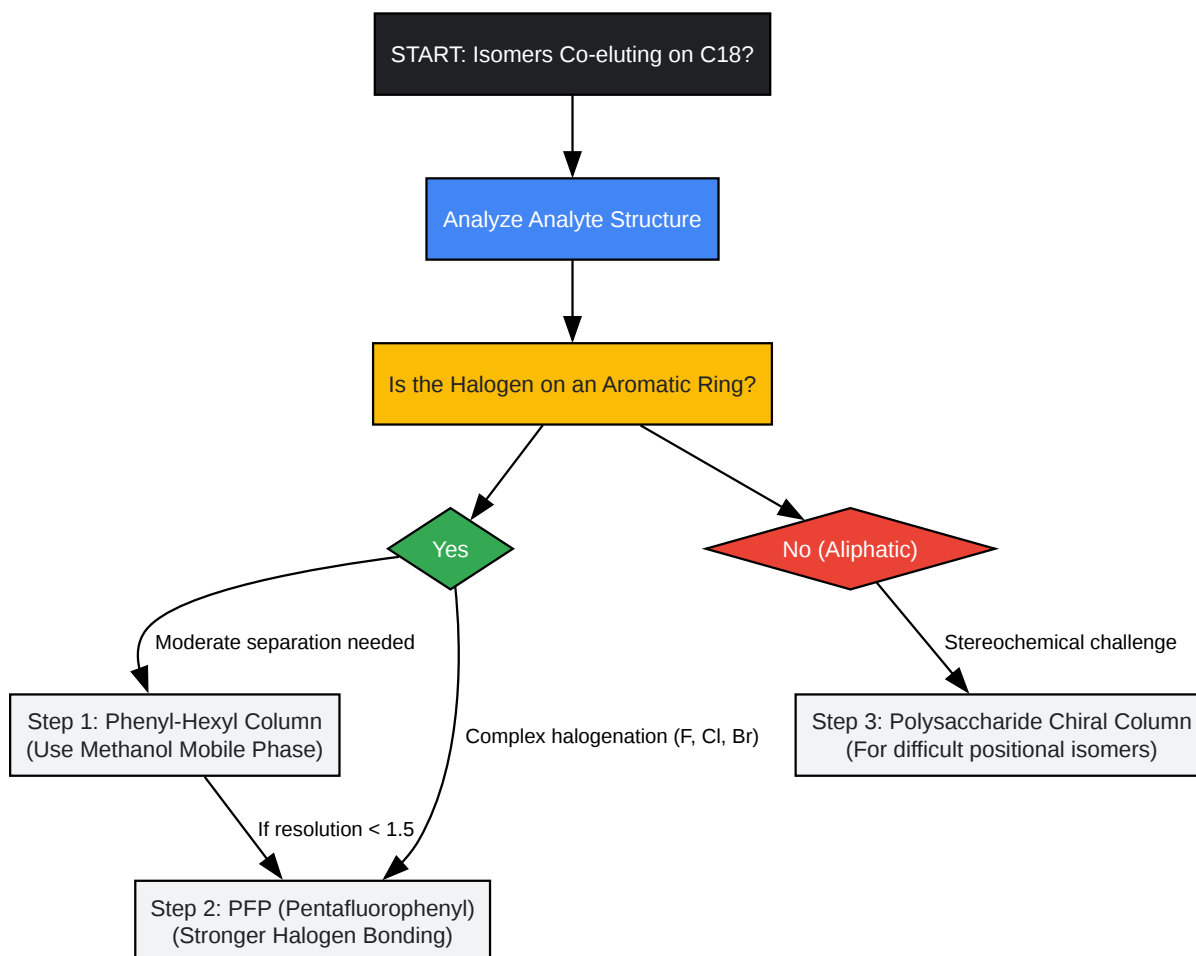 START: Isomers Co-eluting on C18?
Analyze Analyte Structure
Is the Halogen on an Aromatic Ring?
Yes
No (Aliphatic)
Moderate separation needed
Stereochemical challenge
Step 1: Phenyl-Hexyl Column
(Use Methanol Mobile Phase)
Complex halogenation (F, Cl, Br)
Step 3: Polysaccharide Chiral Column
(For difficult positional isomers)
If resolution < 1.5
Step 2: PFP (Pentafluorophenyl)
(Stronger Halogen Bonding)